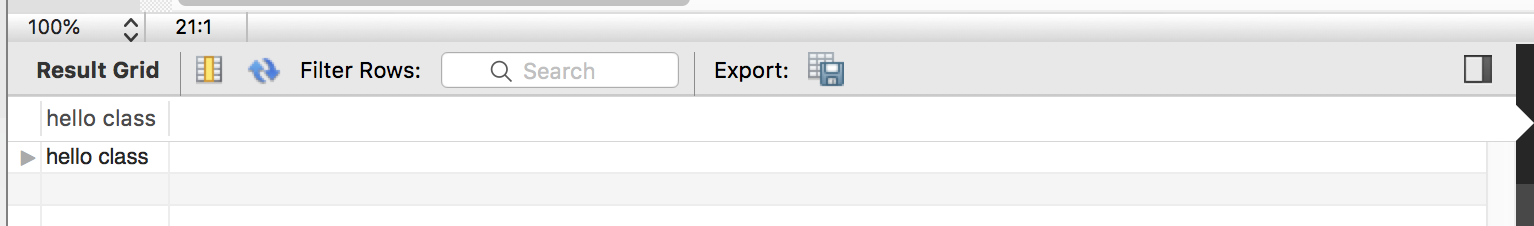 100% 21:1
Result Grid Filter Rows: Search Export:
hello class
hello class